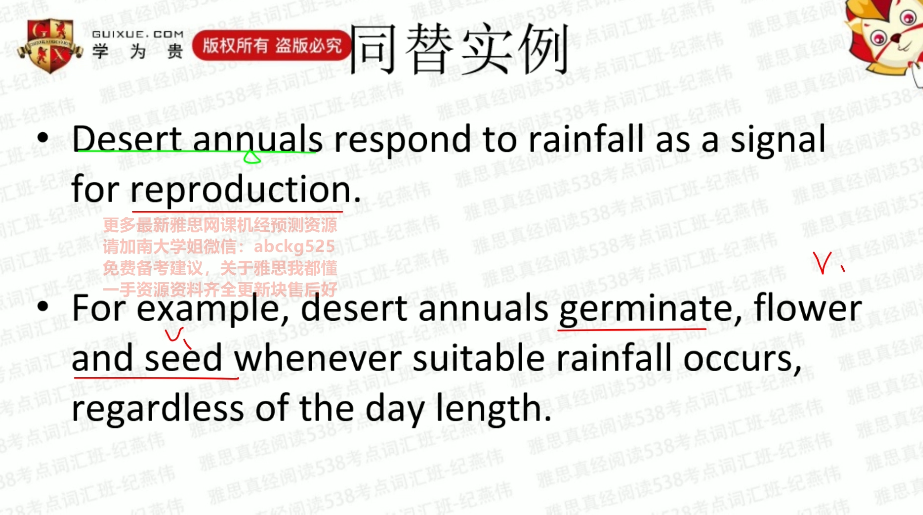 GUIXUE.COM
学为贵
版权所有 盗版必究
同替实例
• Desert annuals respond to rainfall as a signal
for reproduction.
更多最新雅思网课机经预测资源
请加南大学姐微信：abckg525
免费备考建议，关于雅思我都懂
一手资源资料齐全更新块售后好
V.
• For example, desert annuals germinate, flower
v.
and seed whenever suitable rainfall occurs,
regardless of the day length.
雅思真经阅读538考点词汇班-纪燕伟